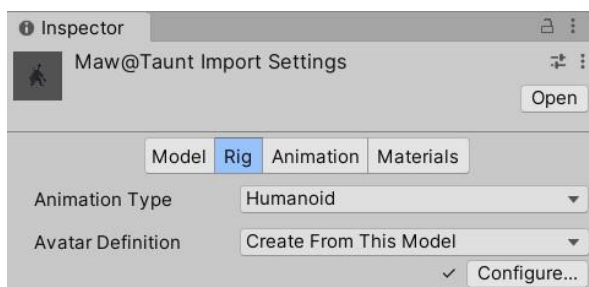 Inspector
Maw@Taunt Import Settings
Open
Model Rig Animation Materials
Animation Type Humanoid
Avatar Definition Create From This Model
Configure...